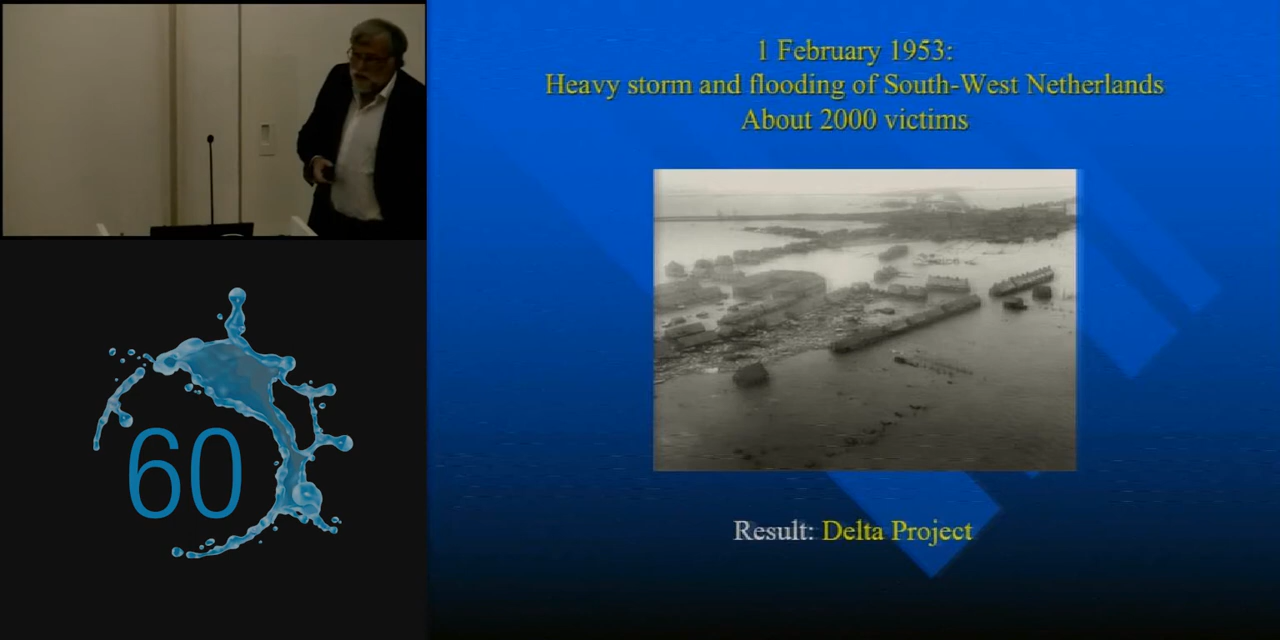 1 February 1953:
Heavy storm and flooding of South-West Netherlands
About 2000 victims
60
Result: Delta Project